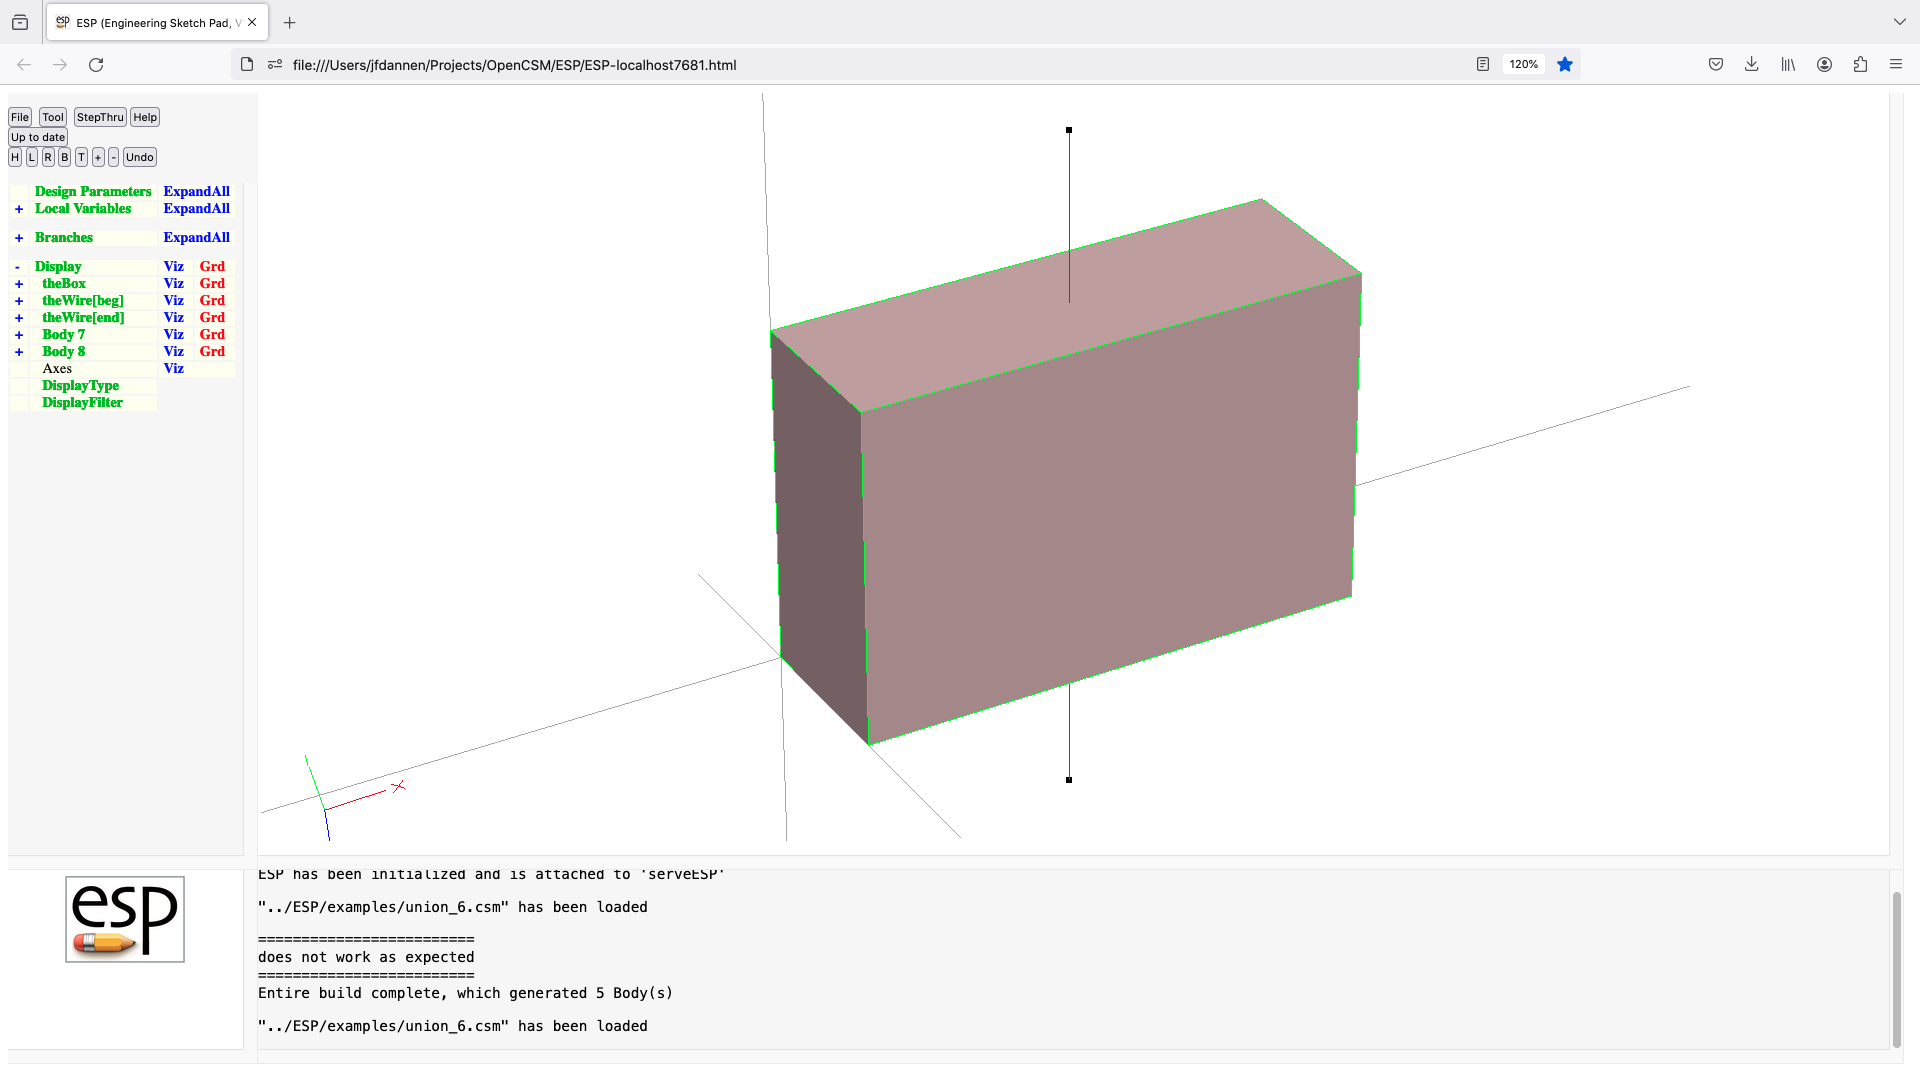 ESP (Engineering Sketch Pad, V
file:///Users/jfdannen/Projects/OpenCSM/ESP/ESP-localhost7681.html
120%
File Tool StepThru Help
Up to date
H L R B T + - Undo
Design Parameters ExpandAll
+ Local Variables ExpandAll
+ Branches ExpandAll
- Display Viz Grd
+ theBox Viz Grd
+ theWire[beg] Viz Grd
+ theWire[end] Viz Grd
+ Body 7 Viz Grd
+ Body 8 Viz Grd
Axes Viz
DisplayType
DisplayFilter
X
esp
ESP has been initialized and is attached to 'serveESP'
"../ESP/examples/union_6.csm" has been loaded
=========================
does not work as expected
=========================
Entire build complete, which generated 5 Body(s)
"../ESP/examples/union_6.csm" has been loaded